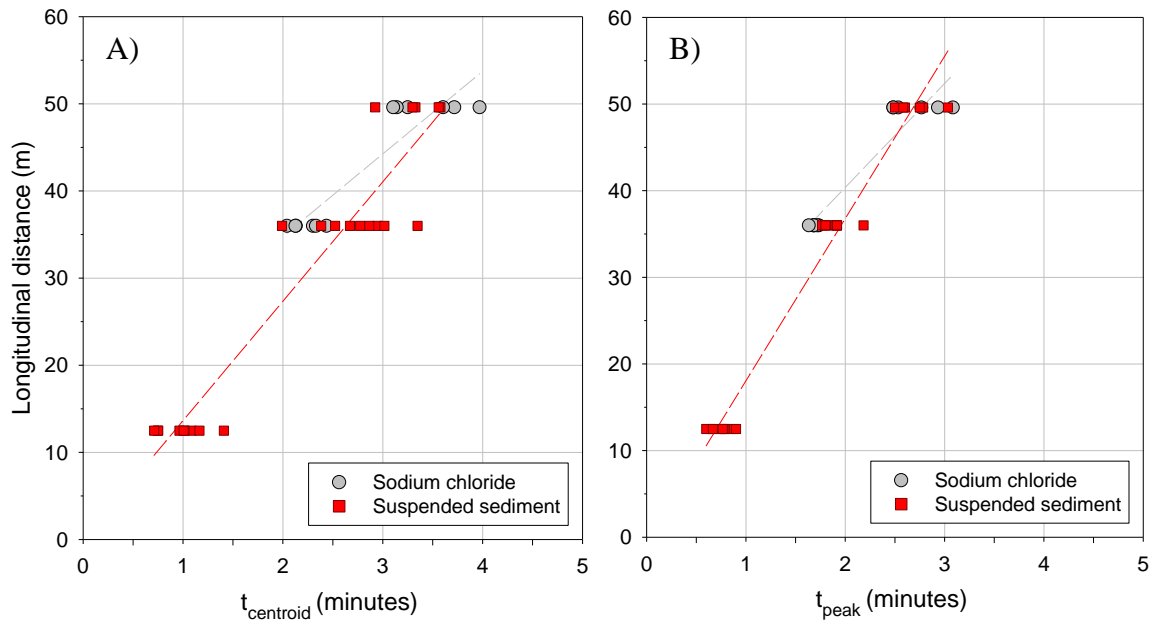 A)
Longitudinal distance (m)
60
50
40
30
20
10
0
0 1 2 3 4 5
t_centroid (minutes)
Sodium chloride
Suspended sediment
B)
60
50
40
30
20
10
0
0 1 2 3 4 5
t_peak (minutes)
Sodium chloride
Suspended sediment